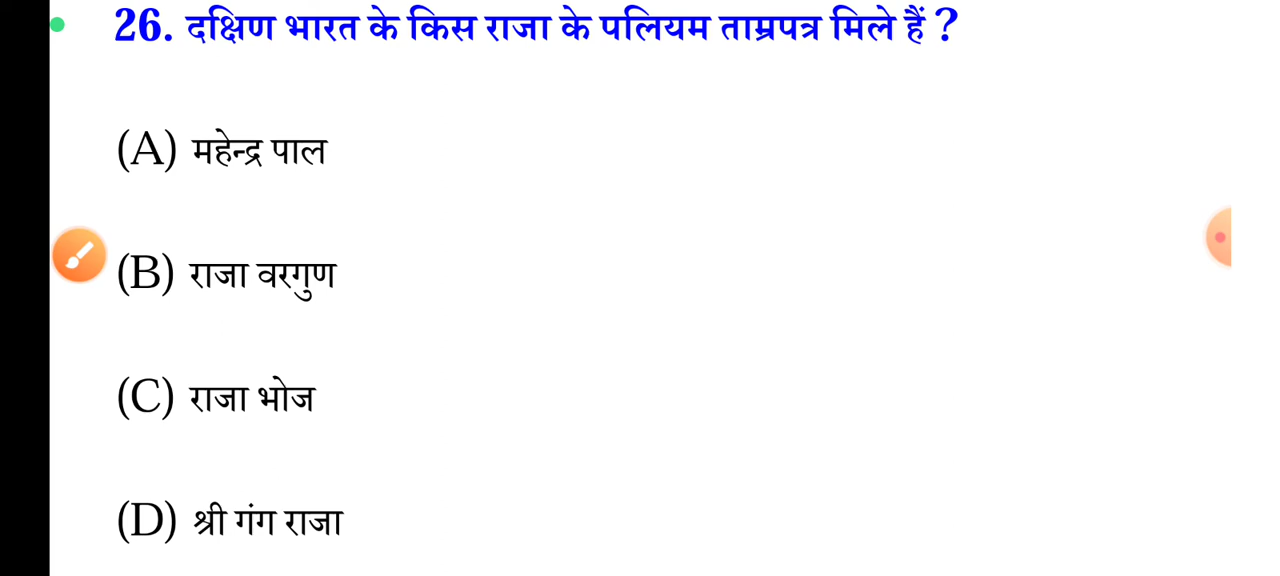 26. दक्षिण भारत के किस राजा के पलियम ताम्रपत्र मिले हैं ?
(A) महेन्द्र पाल
(B) राजा वरगुण
(C) राजा भोज
(D) श्री गंग राजा